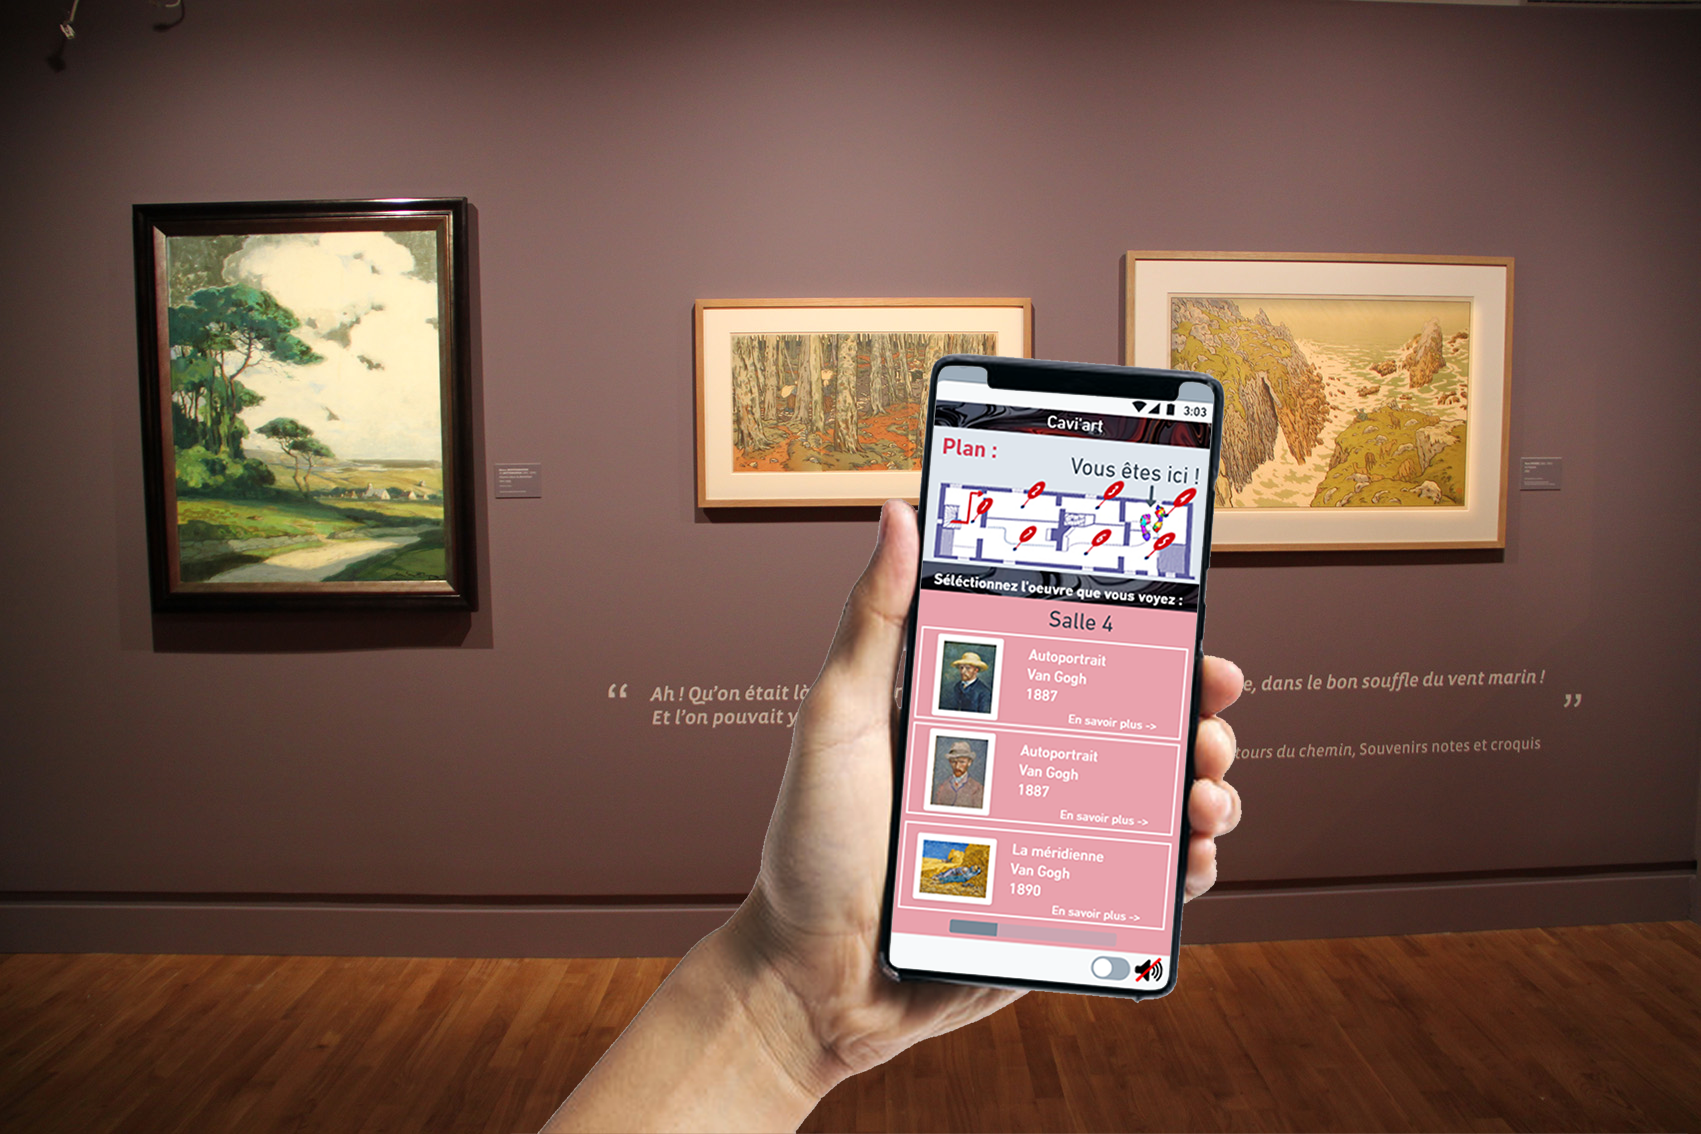 “ Ah ! Qu'on était là
Et l'on pouvait y
e, dans le bon souffle du vent marin !
”
tours du chemin, Souvenirs notes et croquis
3:03
Cavi'art
Plan :
Vous êtes ici !
Séléctionnez l'oeuvre que vous voyez :
Salle 4
Autoportrait
Van Gogh
1887
En savoir plus ->
Autoportrait
Van Gogh
1887
En savoir plus ->
La méridienne
Van Gogh
1890
En savoir plus ->